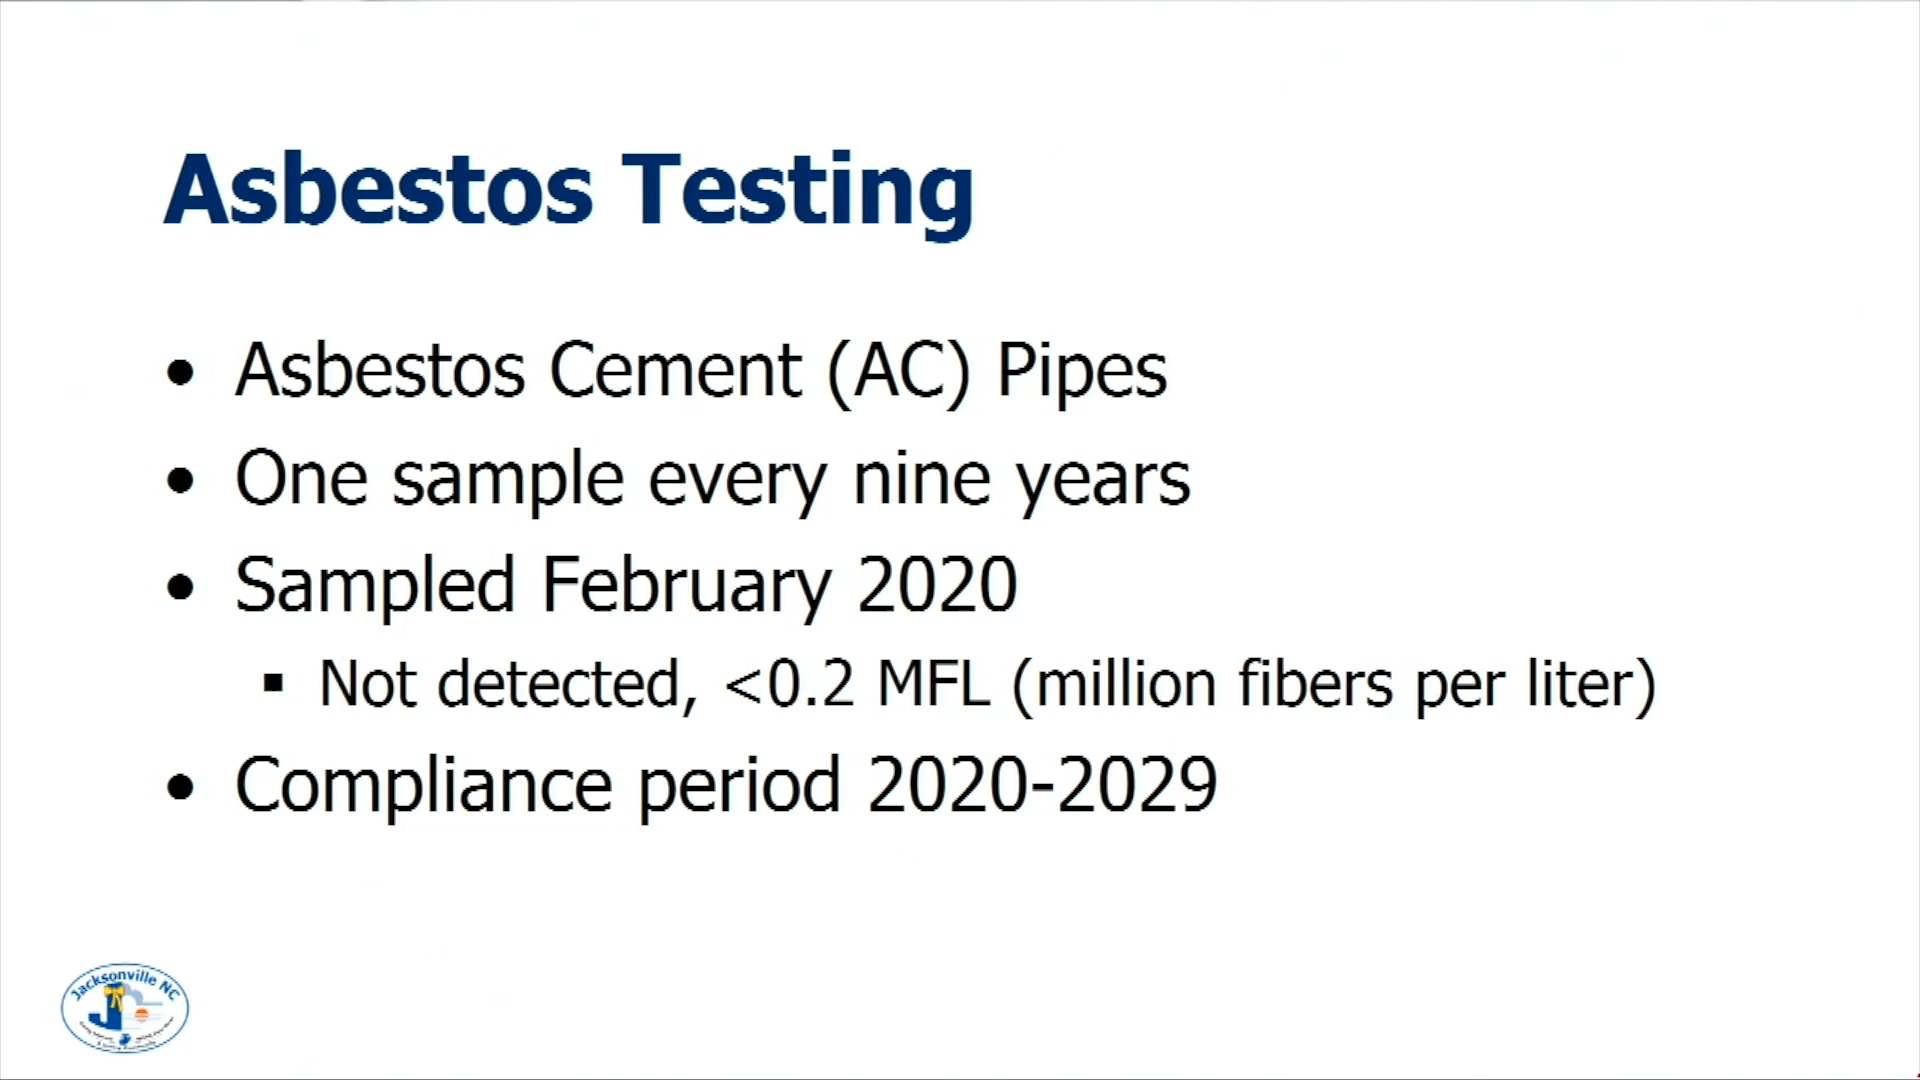 Asbestos Testing
• Asbestos Cement (AC) Pipes
• One sample every nine years
• Sampled February 2020
▪ Not detected, <0.2 MFL (million fibers per liter)
• Compliance period 2020-2029
Jacksonville NC